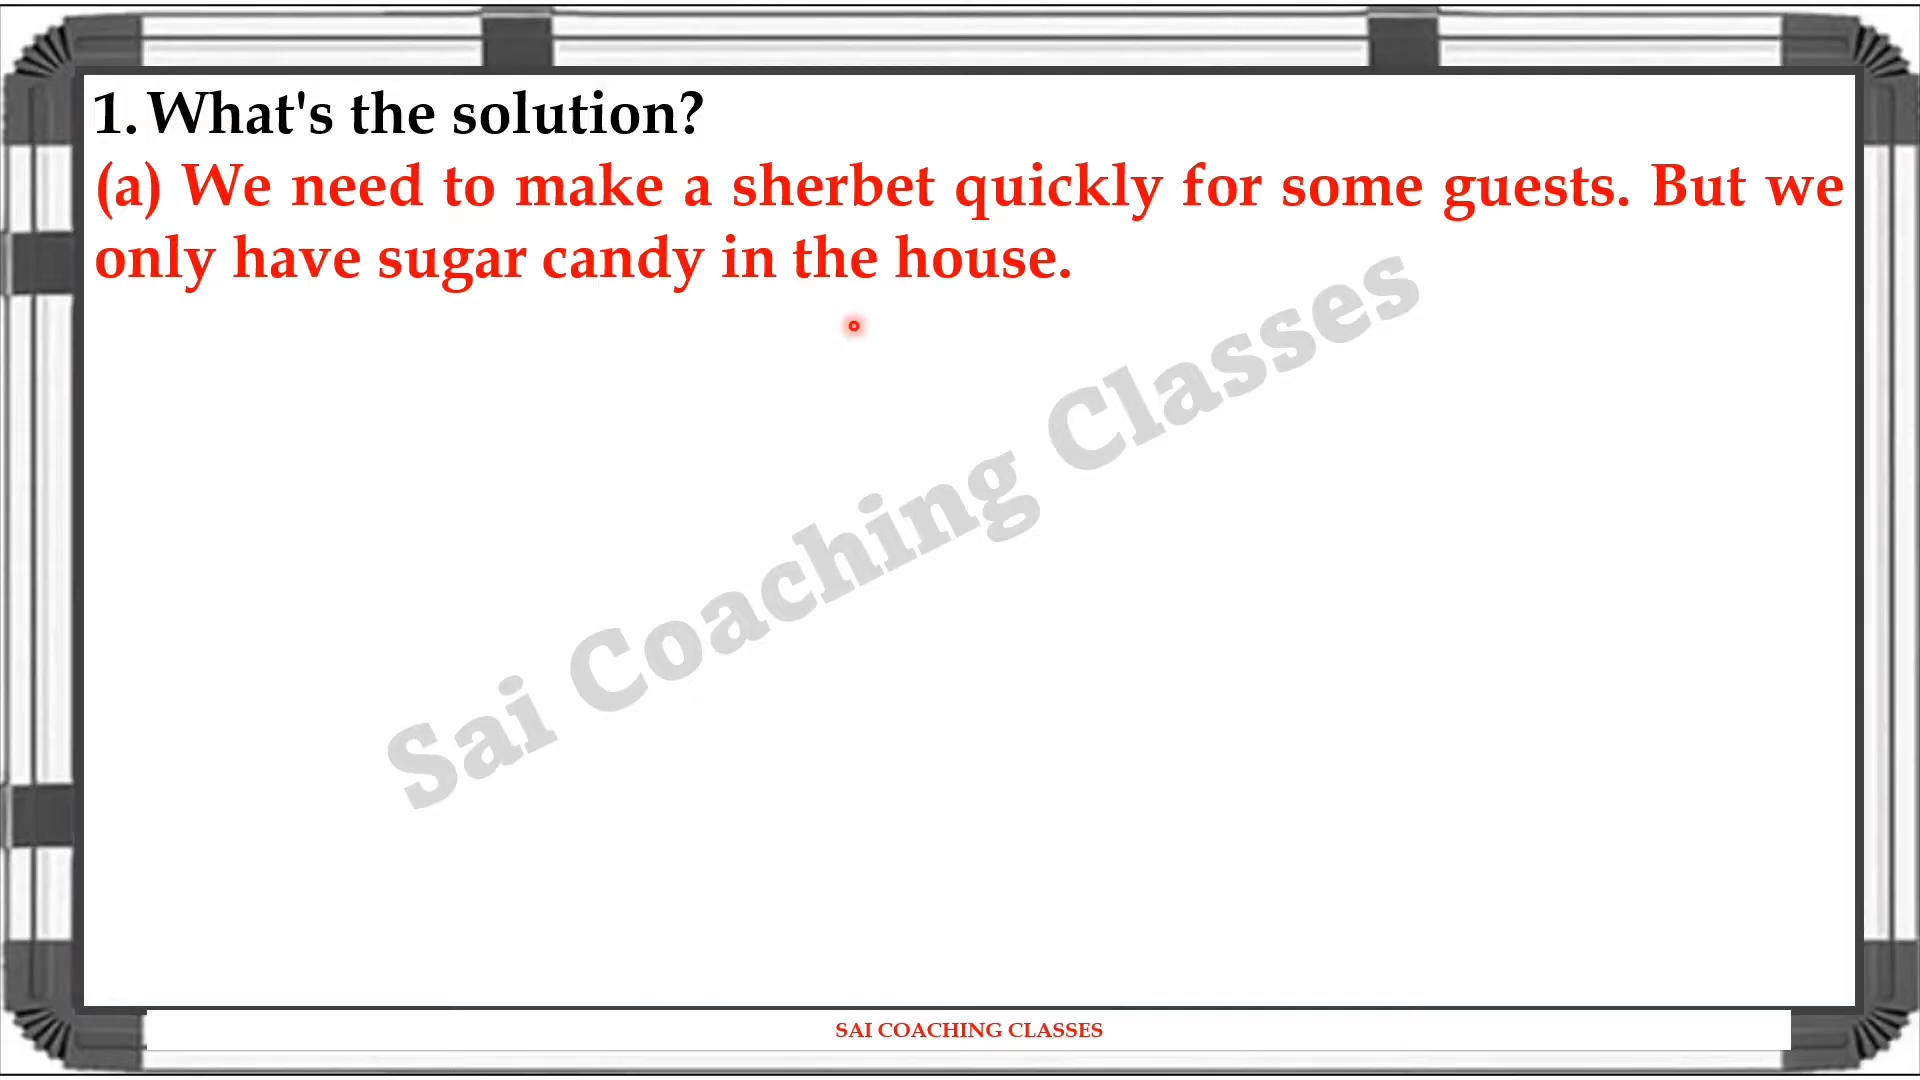 1. What's the solution?
(a) We need to make a sherbet quickly for some guests. But we
only have sugar candy in the house.
Sai Coaching Classes
SAI COACHING CLASSES